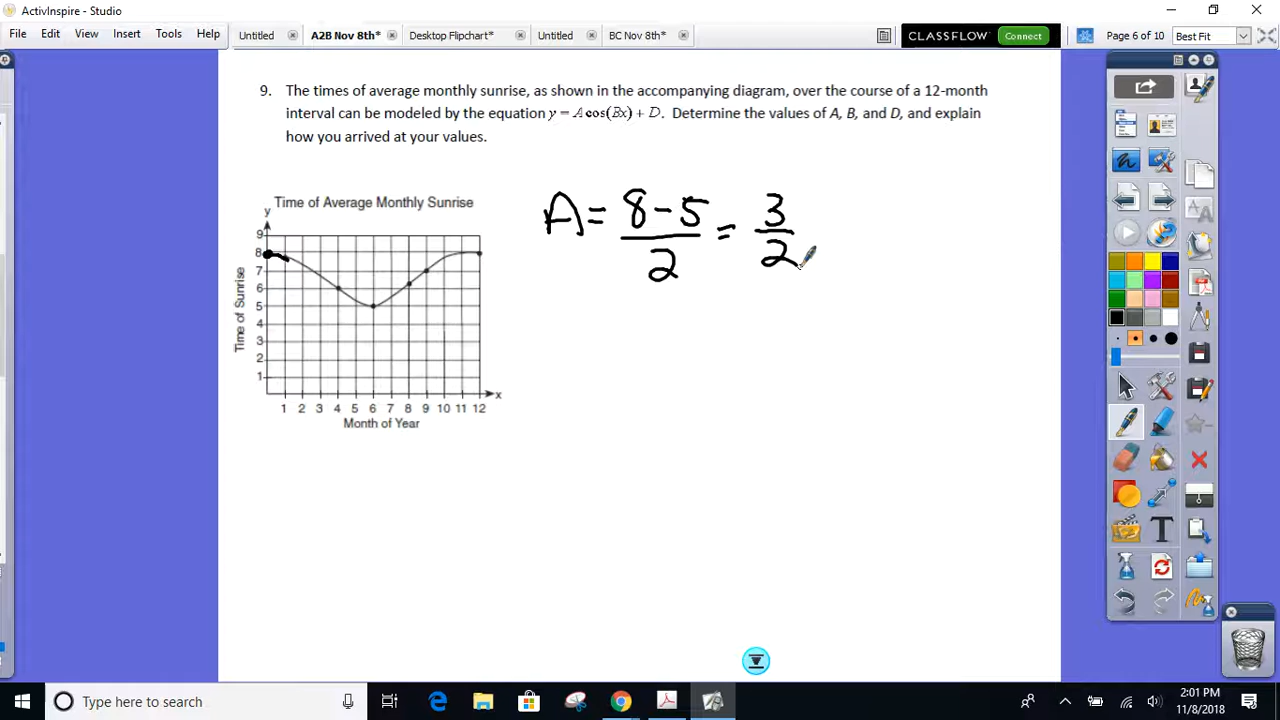 ActivInspire - Studio
File Edit View Insert Tools Help
Untitled A2B Nov 8th* Desktop Flipchart* Untitled BC Nov 8th*
CLASSFLOW Connect
Page 6 of 10 Best Fit
9. The times of average monthly sunrise, as shown in the accompanying diagram, over the course of a 12-month
interval can be modeled by the equation y = A cos(Bx) + D. Determine the values of A, B, and D, and explain
how you arrived at your values.
Time of Average Monthly Sunrise
y
9
8
7
6
5
4
3
2
1
Time of Sunrise
1 2 3 4 5 6 7 8 9 10 11 12 x
Month of Year
A = 8-5/2 = 3/2
Type here to search
2:01 PM
11/8/2018